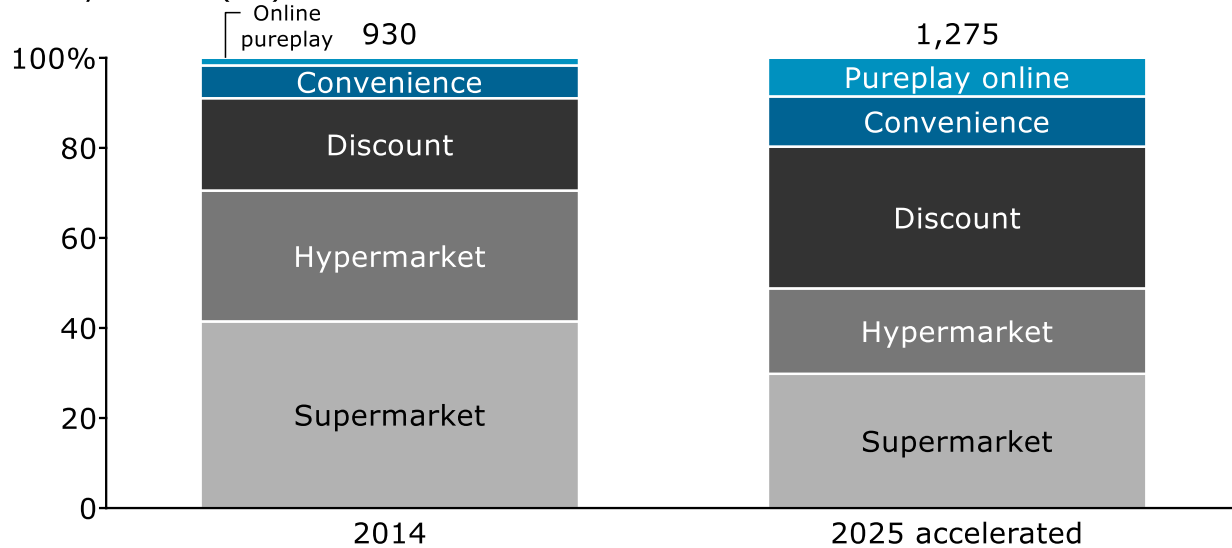 Online
pureplay
930
1,275
100%
80
60
40
20
0
Convenience
Discount
Hypermarket
Supermarket
Pureplay online
Convenience
Discount
Hypermarket
Supermarket
2014
2025 accelerated